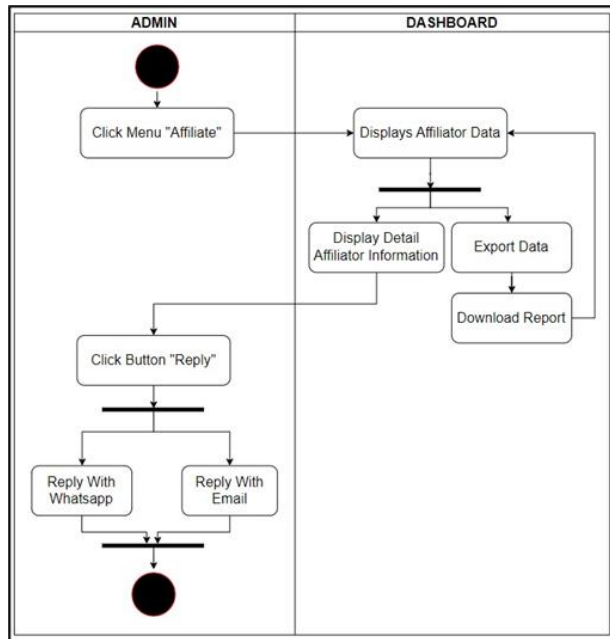 ADMIN
DASHBOARD
Click Menu "Affiliate"
Displays Affiliator Data
Display Detail
Affiliator Information
Export Data
Download Report
Click Button "Reply"
Reply With
Whatsapp
Reply With
Email